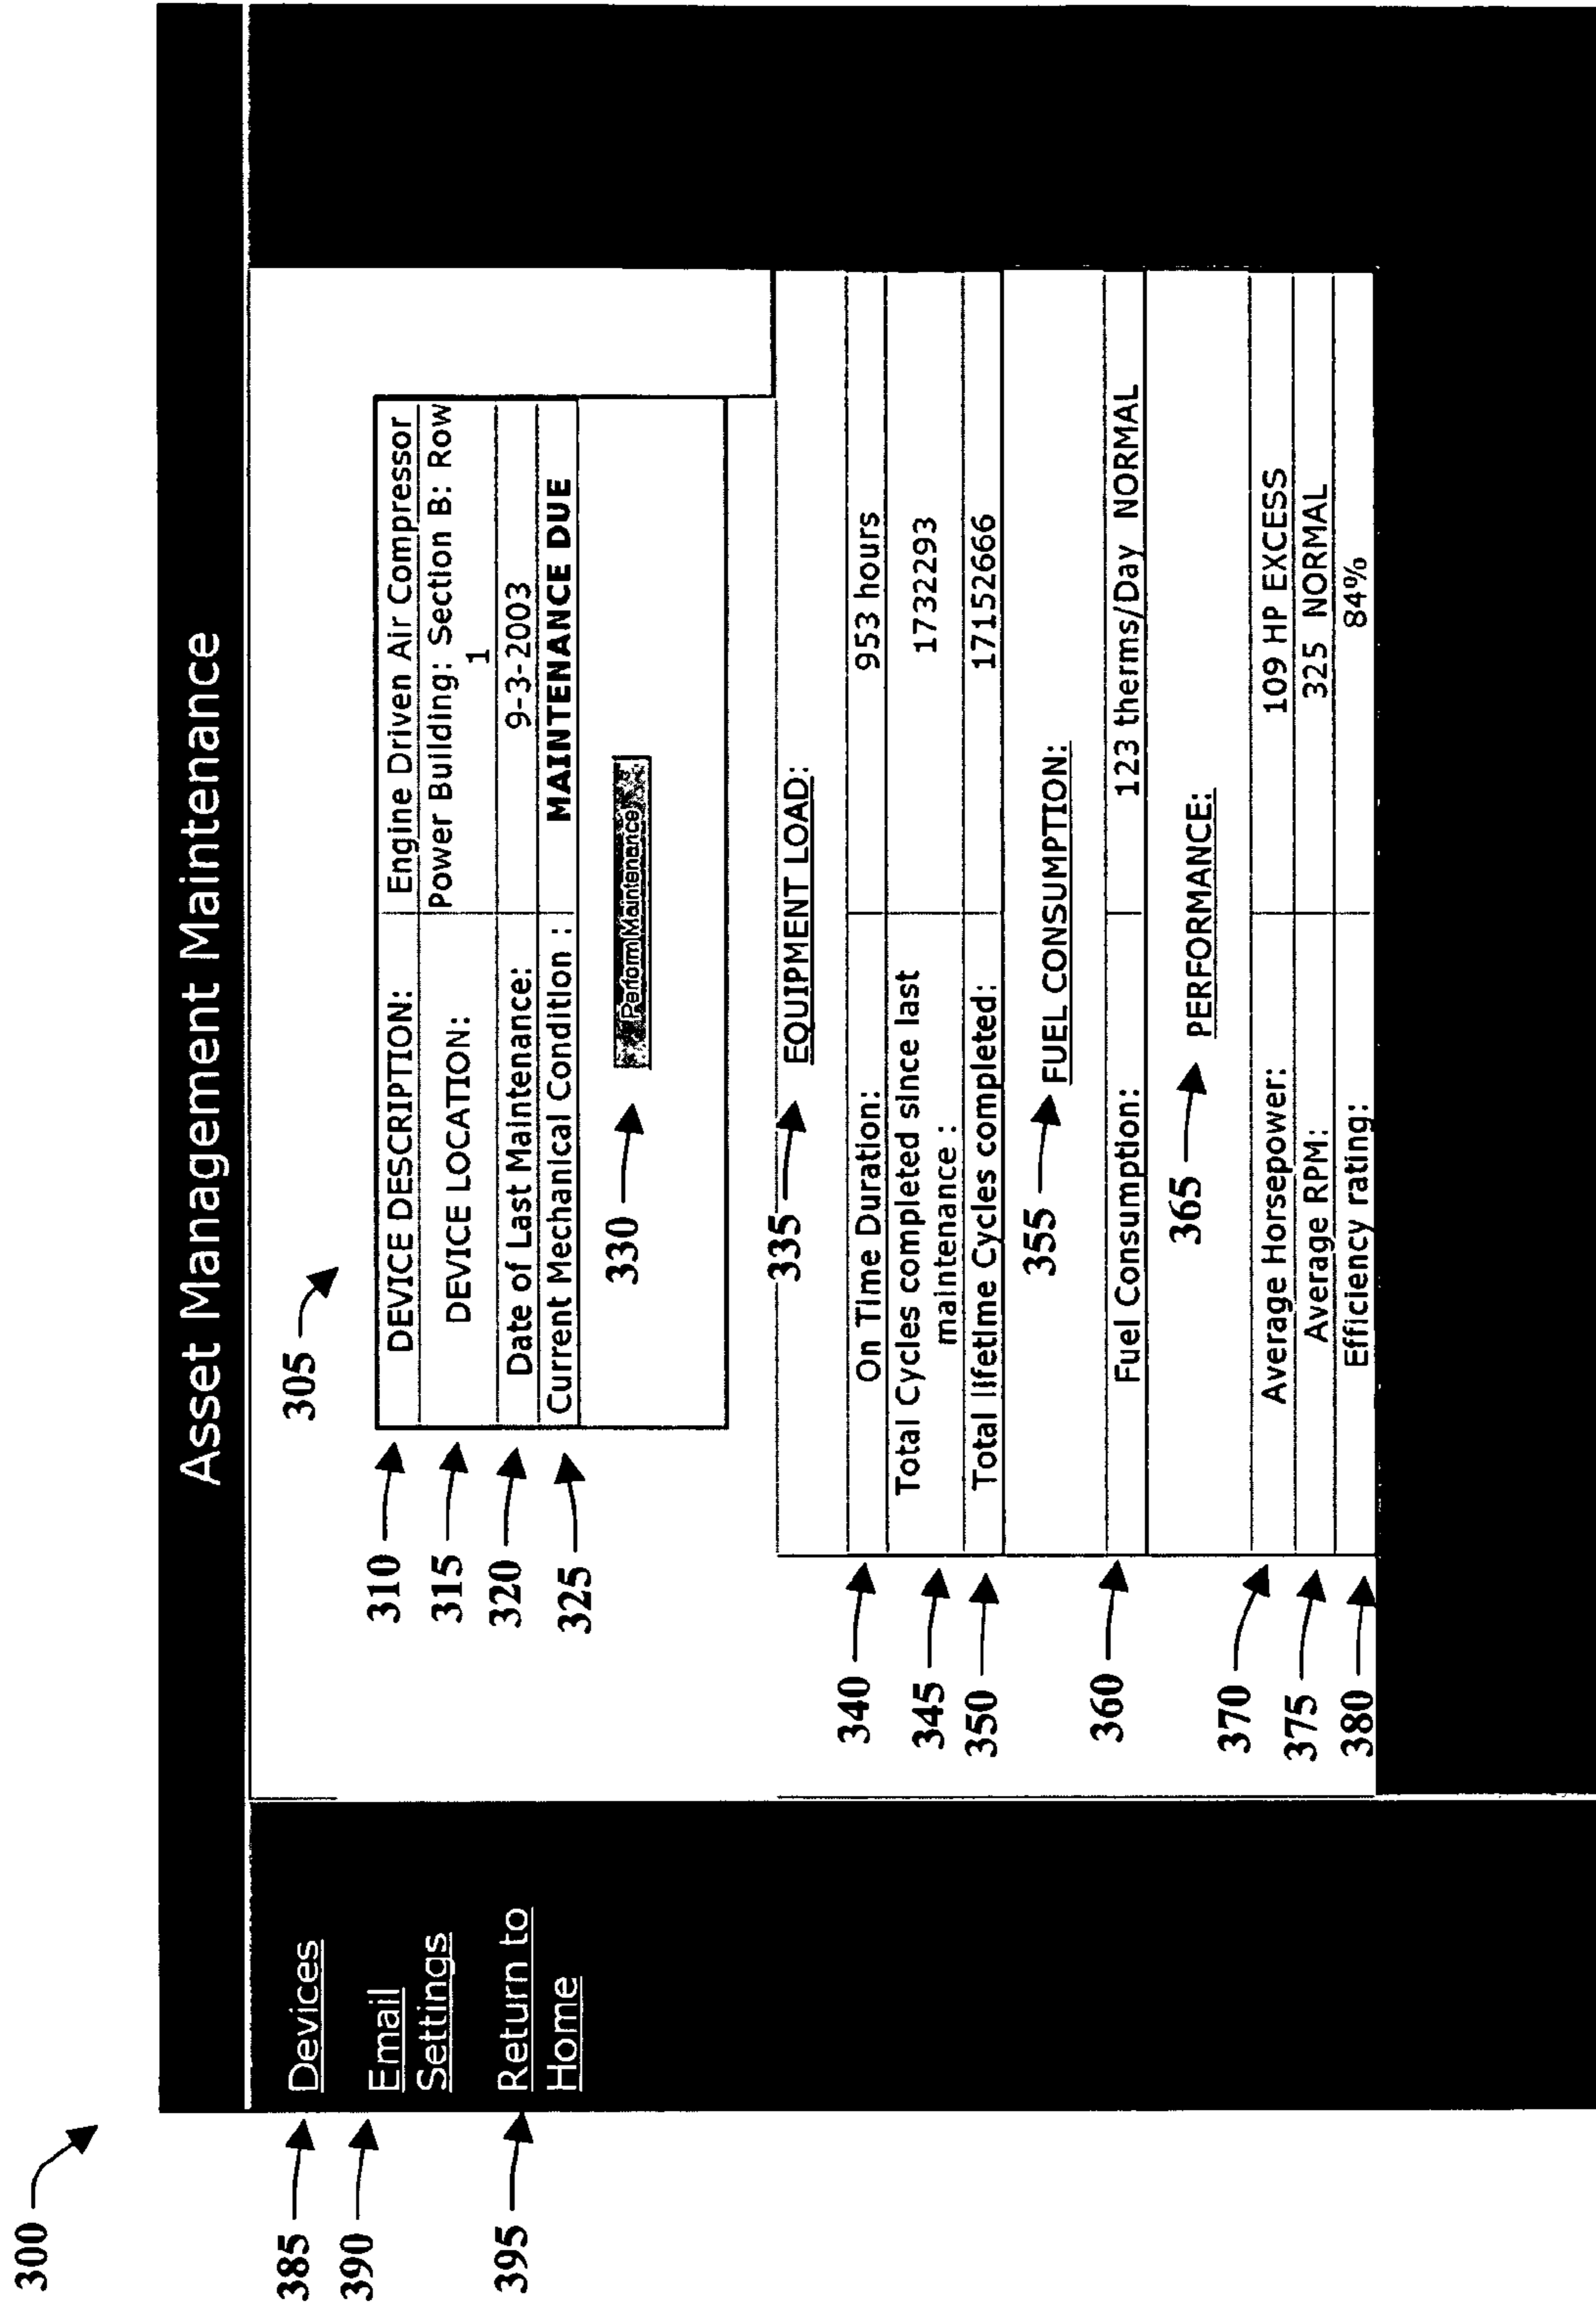 300
Asset Management Maintenance
385
Devices
390
Email
Settings
395
Return to
Home
305
310
DEVICE DESCRIPTION: Engine Driven Air Compressor
315
DEVICE LOCATION: Power Building: Section B: Row
1
320
Date of Last Maintenance: 9-3-2003
325
Current Mechanical Condition : MAINTENANCE DUE
330
Perform Maintenance
335
EQUIPMENT LOAD:
340
On Time Duration: 953 hours
345
Total Cycles completed since last
maintenance : 1732293
350
Total lifetime Cycles completed: 17152666
355
FUEL CONSUMPTION:
360
Fuel Consumption: 123 therms/Day NORMAL
365
PERFORMANCE:
370
Average Horsepower: 109 HP EXCESS
375
Average RPM: 325 NORMAL
380
Efficiency rating: 84%